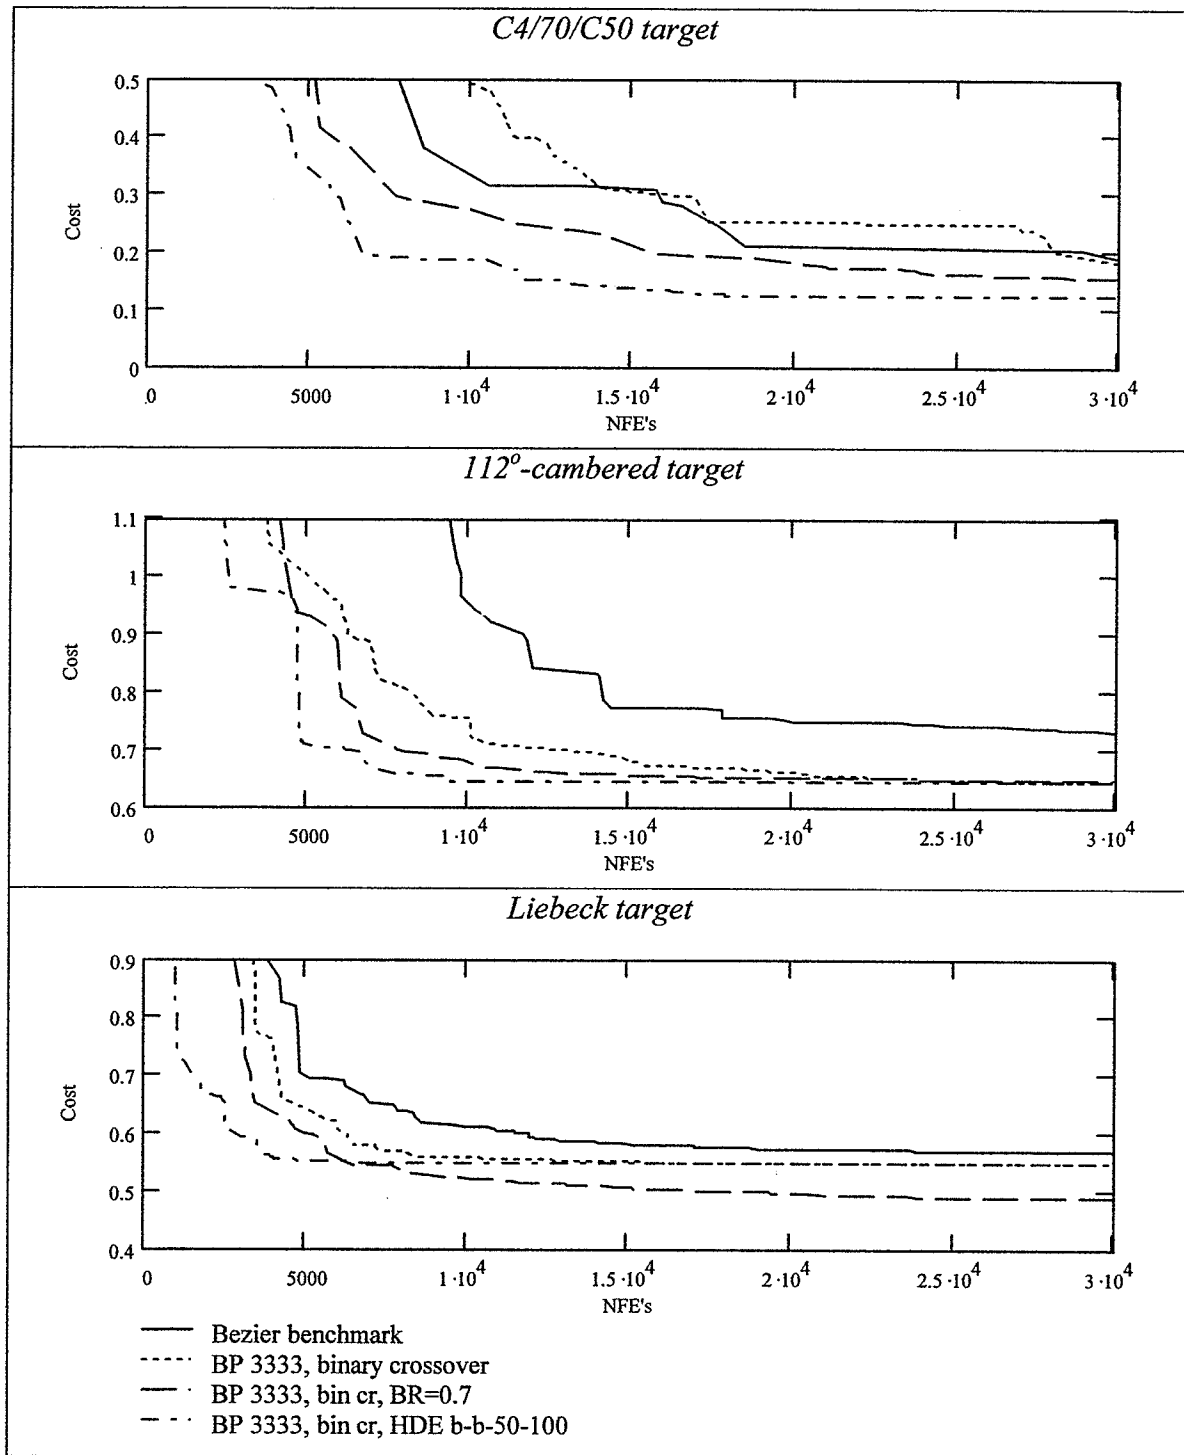 C4/70/C50 target
0.5
0.4
0.3
0.2
0.1
0
Cost
.0 5000 1·10^4 1.5·10^4 2·10^4 2.5·10^4 3·10^4
NFE's
112°-cambered target
1.1
1
0.9
0.8
0.7
0.6
Cost
0 5000 1·10^4 1.5·10^4 2·10^4 2.5·10^4 3·10^4
NFE's
Liebeck target
0.9
0.8
0.7
0.6
0.5
0.4
Cost
0 5000 1·10^4 1.5·10^4 2·10^4 2.5·10^4 3·10^4
NFE's
Bezier benchmark
BP 3333, binary crossover
BP 3333, bin cr, BR=0.7
BP 3333, bin cr, HDE b-b-50-100